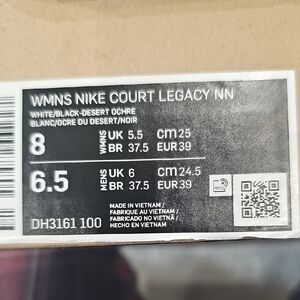 WMNS NIKE COURT LEGACY NN
WHITE/BLACK-DESERT OCHRE
BLANC/OCRE DU DESERT/NOIR
8 WMNS UK 5.5 CM 25
BR 37.5 EUR 39
6.5 MENS UK 6 CM 24.5
BR 37.5 EUR 39
MADE IN VIETNAM /
FABRIQUÉ AU VIETNAM /
FABRICADO NO VIETNÃ /
HECHO EN VIETNAM
DH3161 100